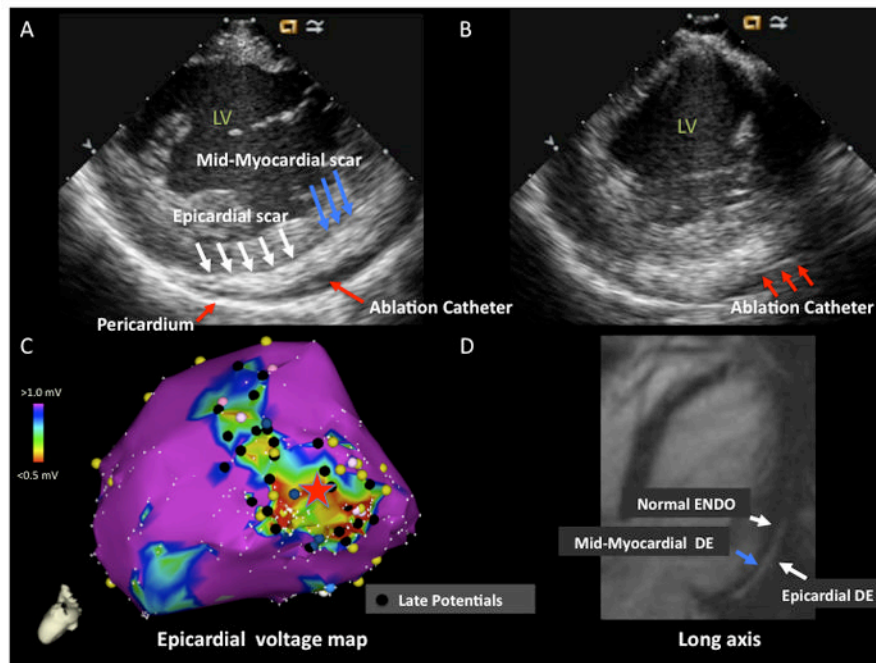 A
LV
Mid-Myocardial scar
Epicardial scar
Ablation Catheter
Pericardium
B
LV
Ablation Catheter
C
>1.0 mV
<0.5 mV
Late Potentials
Epicardial voltage map
D
Normal ENDO
Mid-Myocardial DE
Epicardial DE
Long axis